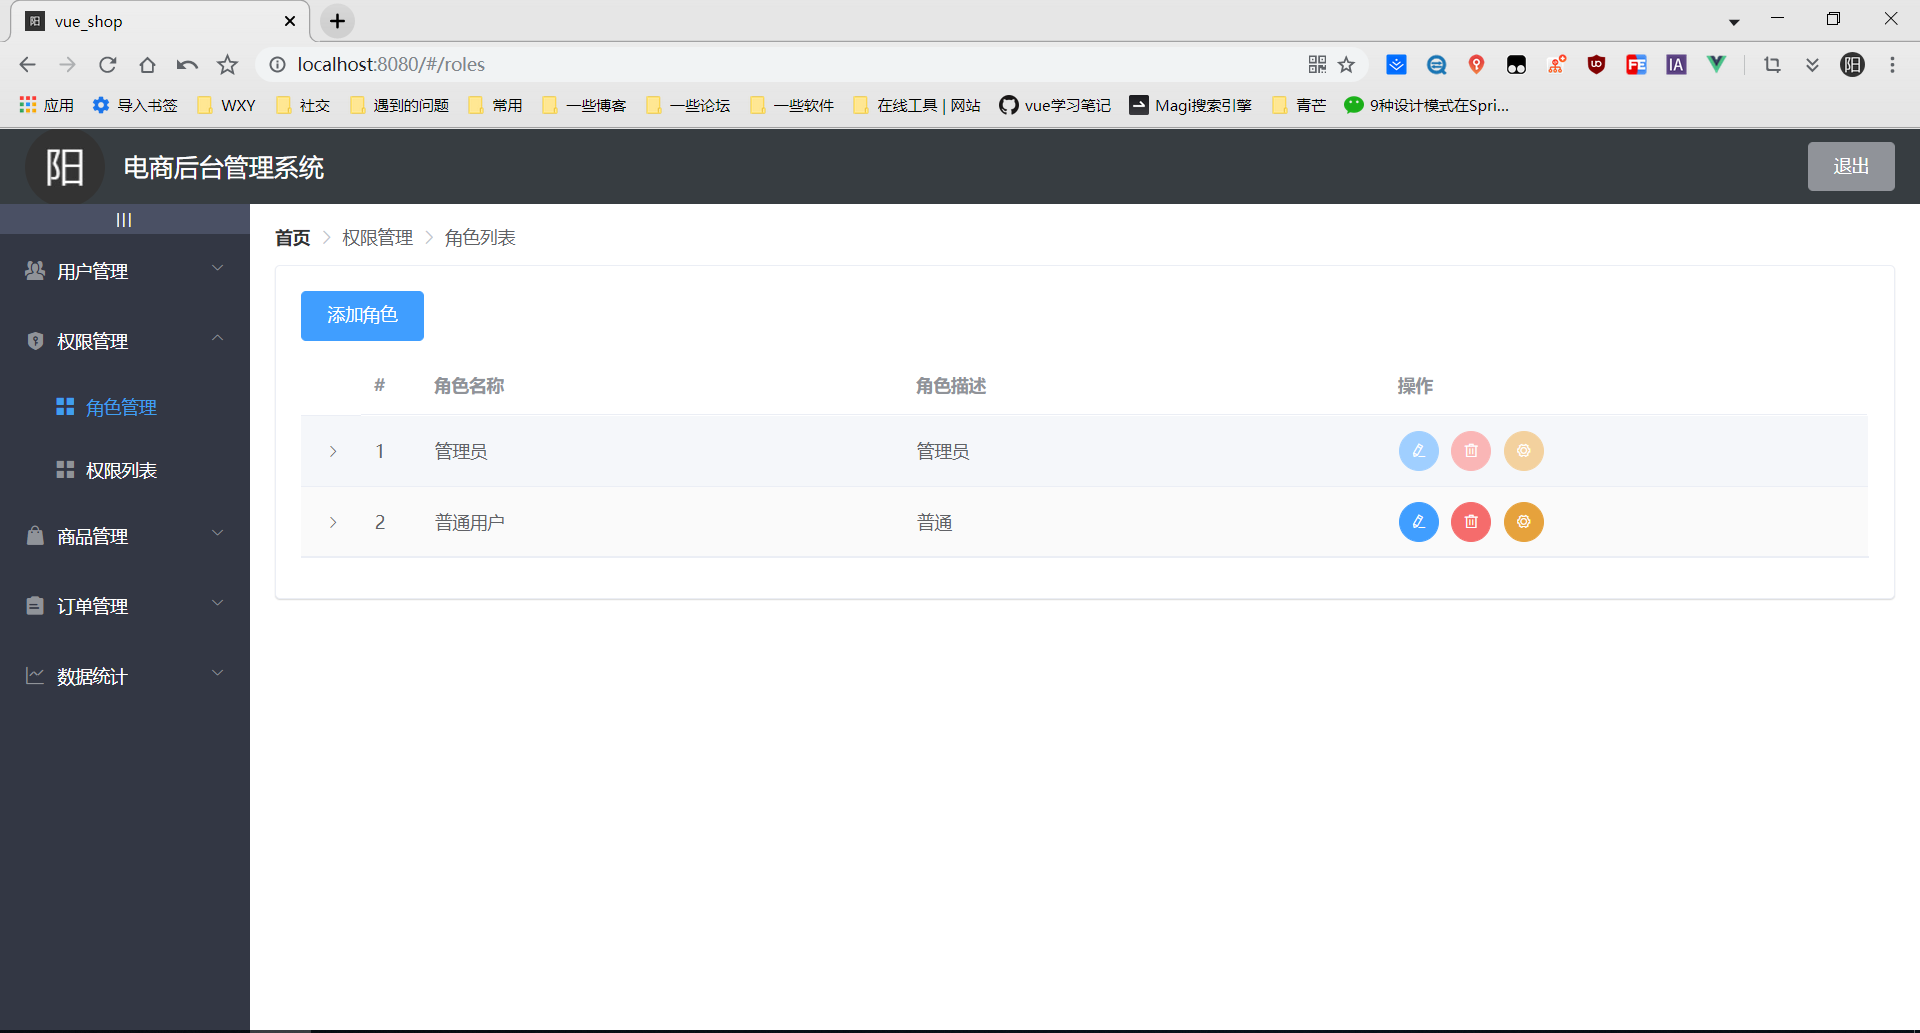 阳 vue_shop
localhost:8080/#/roles
FE IA 阳
应用 导入书签 WXY 社交 遇到的问题 常用 一些博客 一些论坛 一些软件 在线工具 | 网站 vue学习笔记 Magi搜索引擎 青芒 9种设计模式在Spri...
阳 电商后台管理系统 退出
|||
首页 权限管理 角色列表
用户管理
权限管理
角色管理
权限列表
商品管理
订单管理
数据统计
添加角色
# 角色名称 角色描述 操作
1 管理员 管理员
2 普通用户 普通